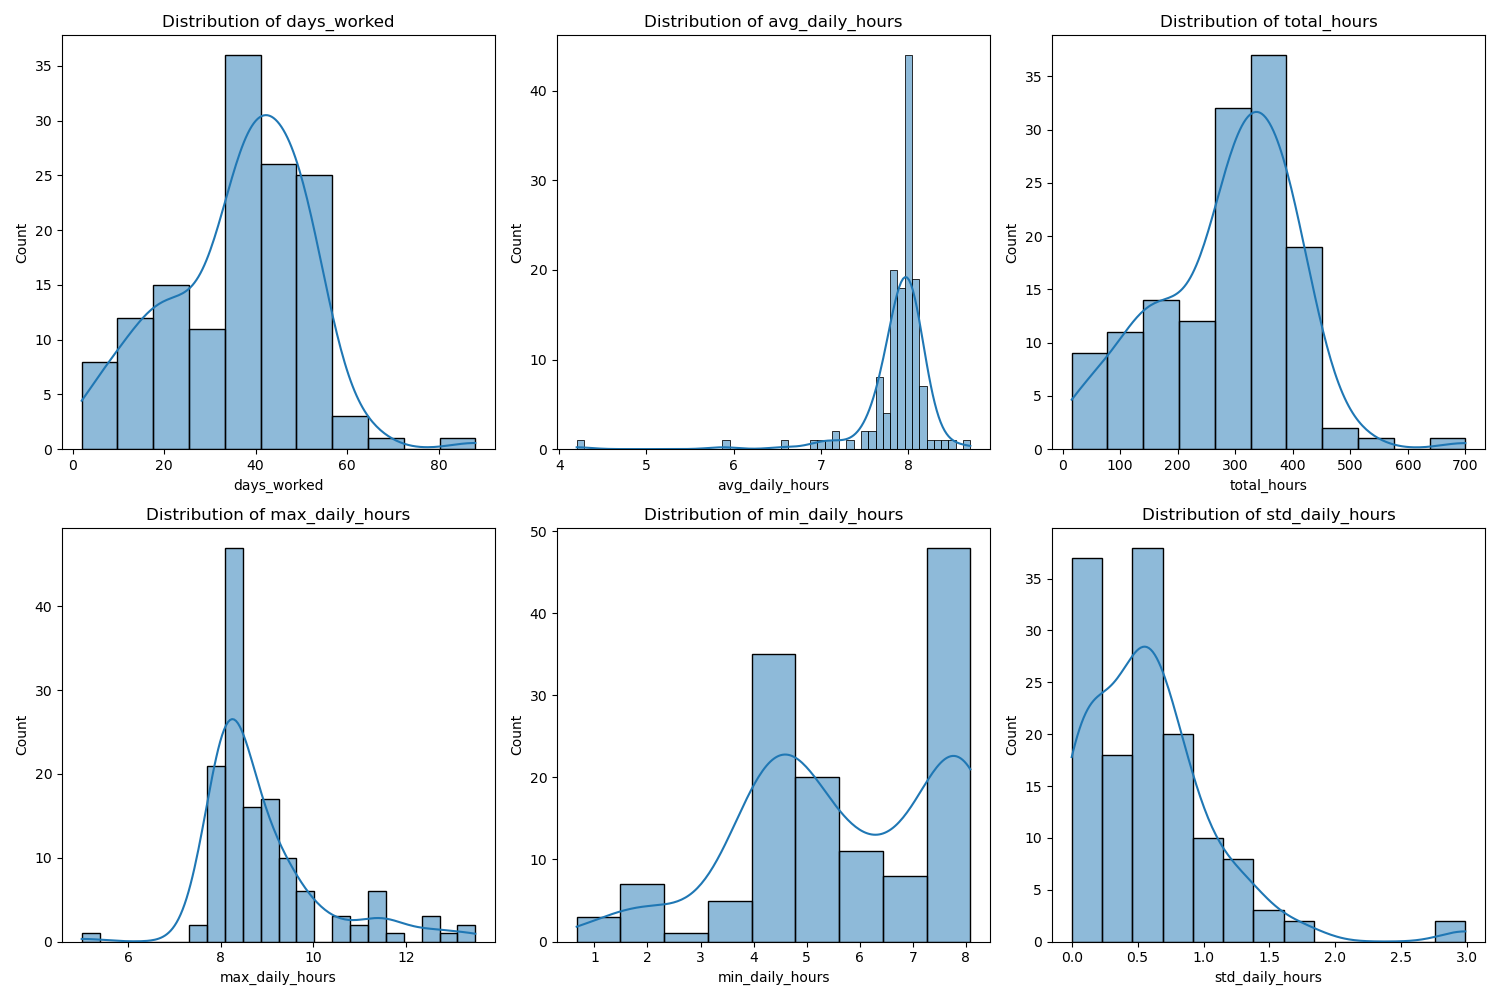 Distribution of days_worked
35
30
25
20
15
10
5
0
Count
0 20 40 60 80
days_worked
Distribution of avg_daily_hours
40
30
20
10
0
Count
4 5 6 7 8
avg_daily_hours
Distribution of total_hours
35
30
25
20
15
10
5
0
Count
0 100 200 300 400 500 600 700
total_hours
Distribution of max_daily_hours
40
30
20
10
0
Count
6 8 10 12
max_daily_hours
Distribution of min_daily_hours
50
40
30
20
10
0
Count
1 2 3 4 5 6 7 8
min_daily_hours
Distribution of std_daily_hours
35
30
25
20
15
10
5
0
Count
0.0 0.5 1.0 1.5 2.0 2.5 3.0
std_daily_hours